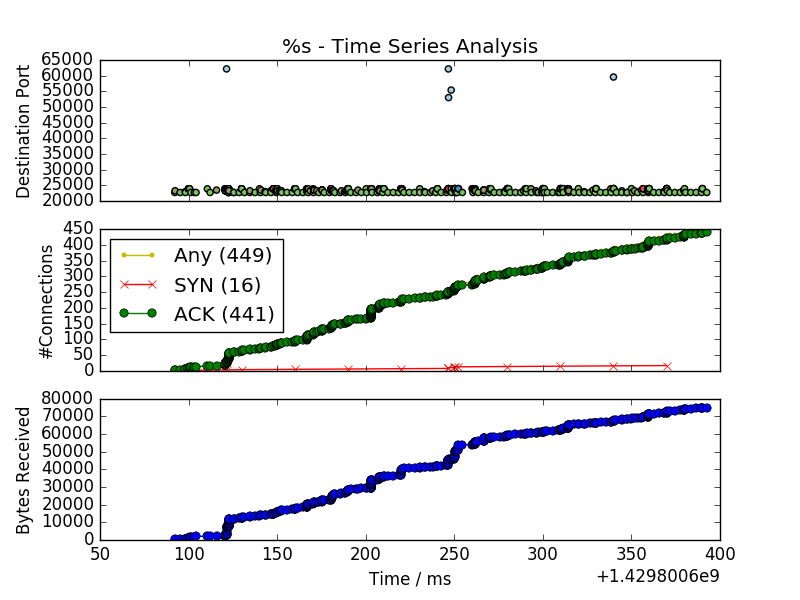 %s - Time Series Analysis
65000
60000
55000
50000
45000
40000
35000
30000
25000
20000
Destination Port
450
400
350
300
250
200
150
100
50
0
#Connections
Any (449)
SYN (16)
ACK (441)
80000
70000
60000
50000
40000
30000
20000
10000
0
Bytes Received
50 100 150 200 250 300 350 400
Time / ms
+1.4298006e9